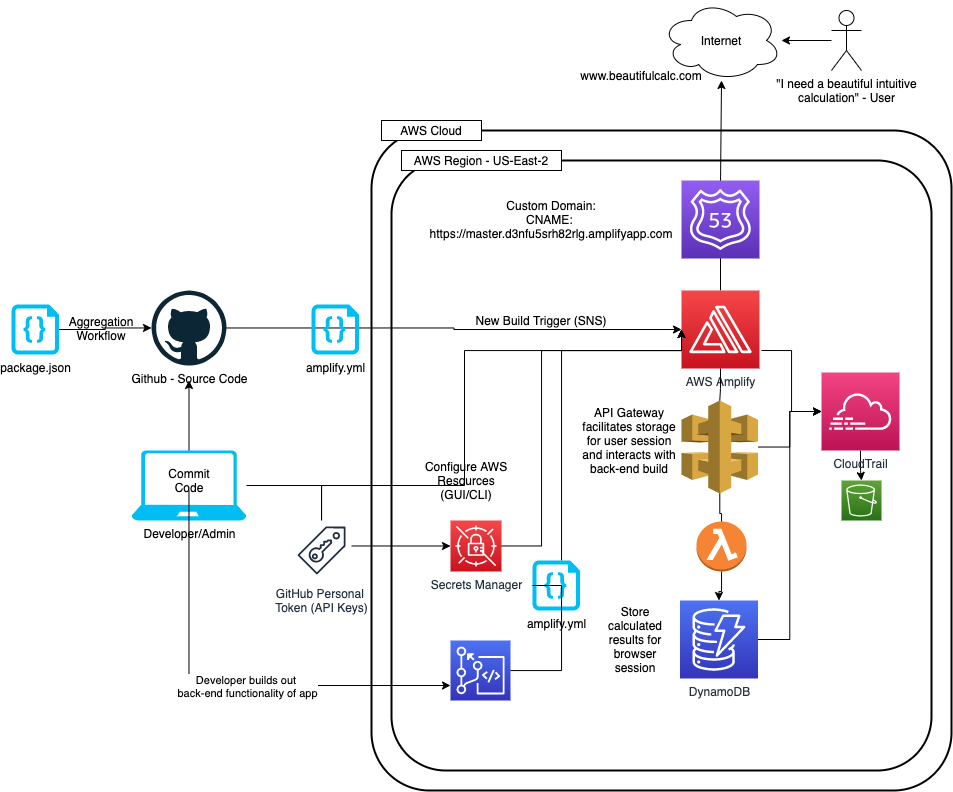 Internet
www.beautifulcalc.com
"I need a beautiful intuitive
calculation" - User
AWS Cloud
AWS Region - US-East-2
Custom Domain:
CNAME:
https://master.d3nfu5srh82rlg.amplifyapp.com
53
{ }
Aggregation
Workflow
package.json
Github - Source Code
{ }
amplify.yml
New Build Trigger (SNS)
AWS Amplify
API Gateway
facilitates storage
for user session
and interacts with
back-end build
CloudTrail
Commit
Code
Developer/Admin
Configure AWS
Resources
(GUI/CLI)
GitHub Personal
Token (API Keys)
Secrets Manager
{ }
amplify.yml
λ
Store
calculated
results for
browser
session
DynamoDB
Developer builds out
back-end functionality of app
</>